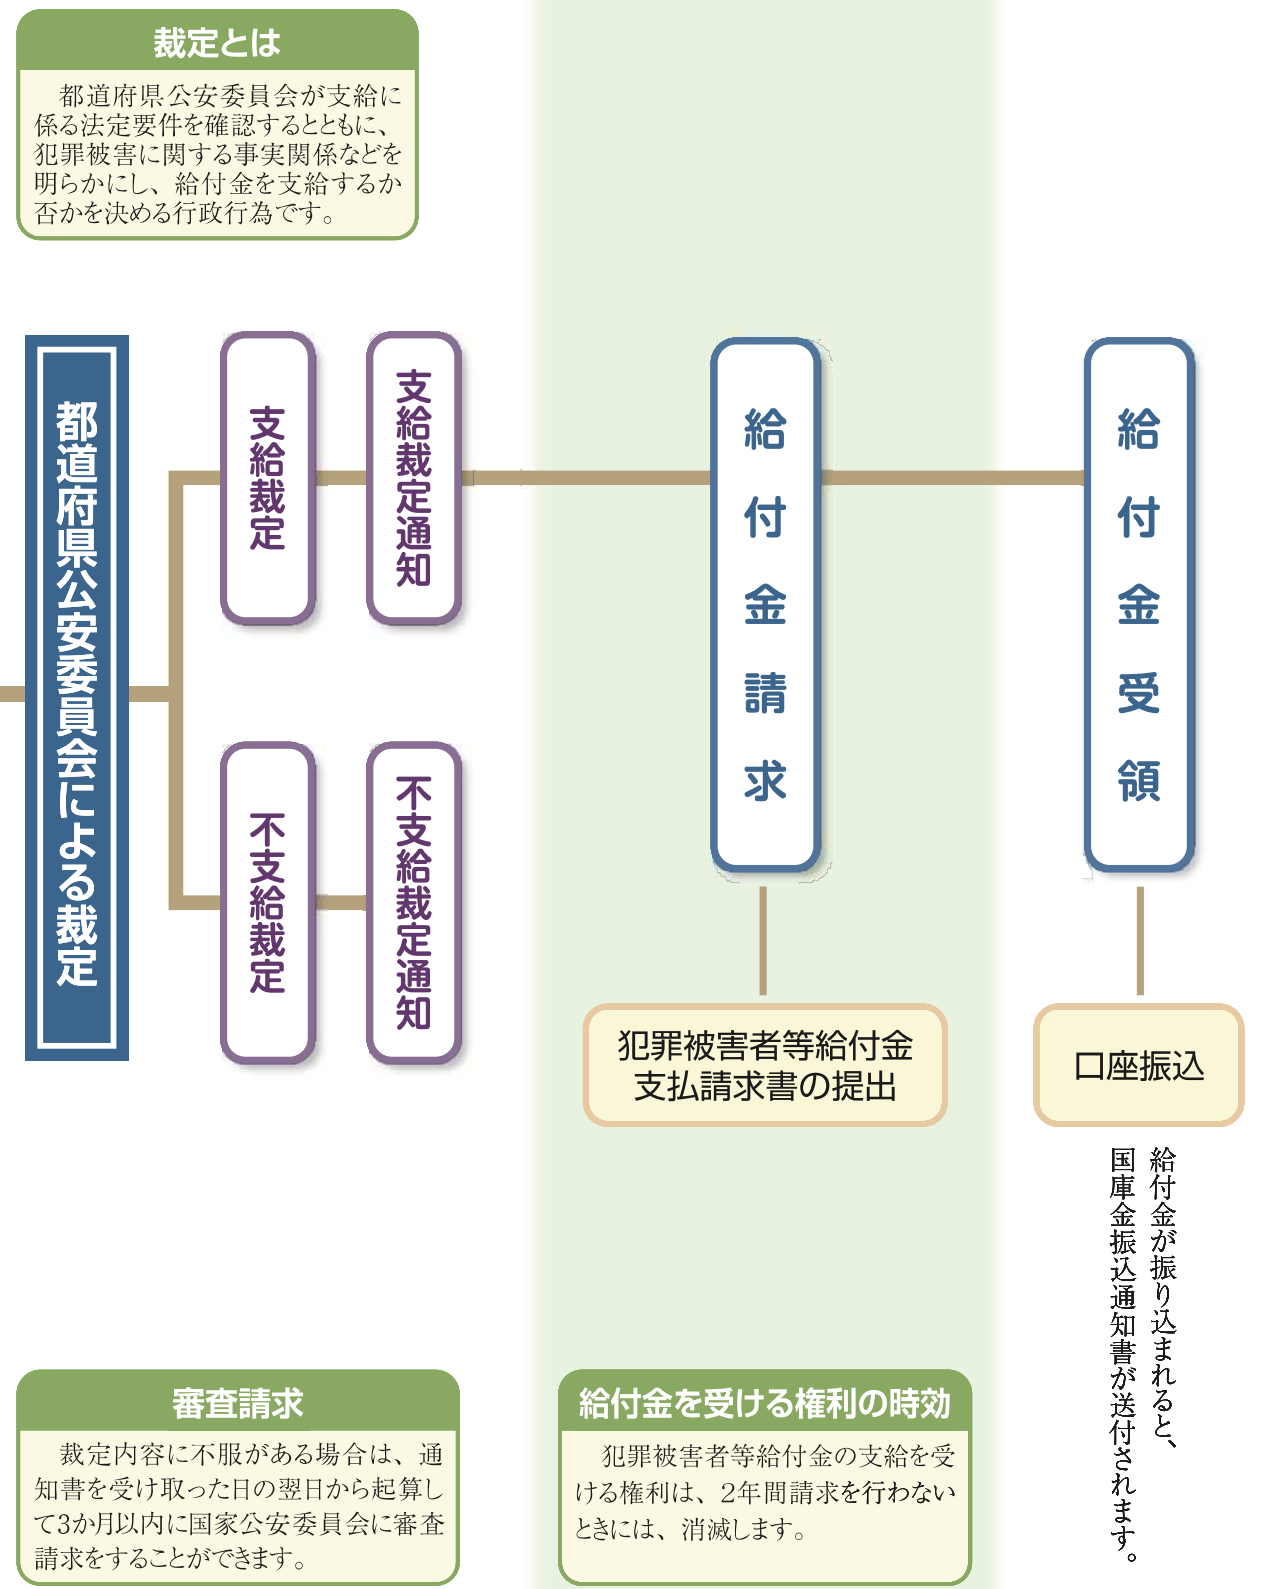 裁定とは
都道府県公安委員会が支給に
係る法定要件を確認するとともに、
犯罪被害に関する事実関係などを
明らかにし、給付金を支給するか
否かを決める行政行為です。
都道府県公安委員会による裁定
支給裁定
支給裁定通知
不支給裁定
不支給裁定通知
給付金請求
犯罪被害者等給付金
支払請求書の提出
給付金受領
口座振込
給付金が振り込まれると、
国庫金振込通知書が送付されます。
審査請求
裁定内容に不服がある場合は、通
知書を受け取った日の翌日から起算し
て3か月以内に国家公安委員会に審査
請求をすることができます。
給付金を受ける権利の時効
犯罪被害者等給付金の支給を受
ける権利は、2年間請求を行わない
ときには、消滅します。